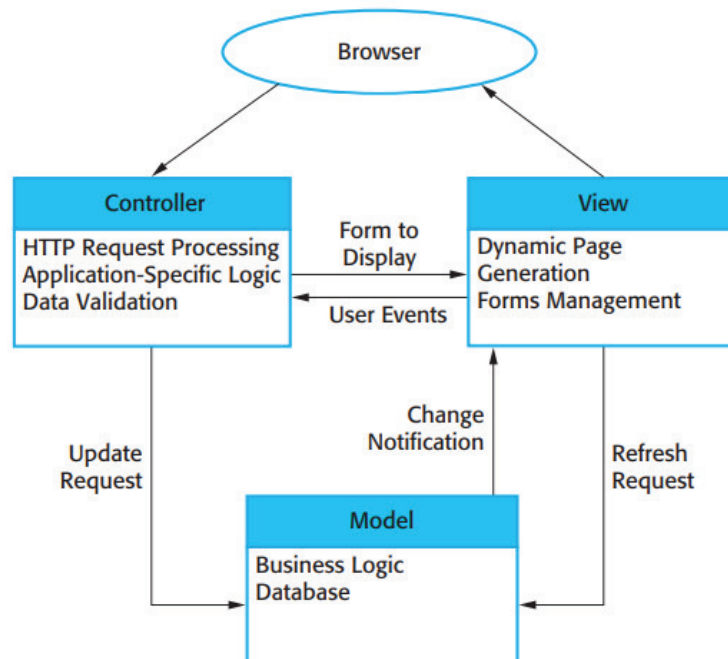 Browser
Controller
HTTP Request Processing
Application-Specific Logic
Data Validation
Form to
Display
User Events
View
Dynamic Page
Generation
Forms Management
Update
Request
Change
Notification
Refresh
Request
Model
Business Logic
Database